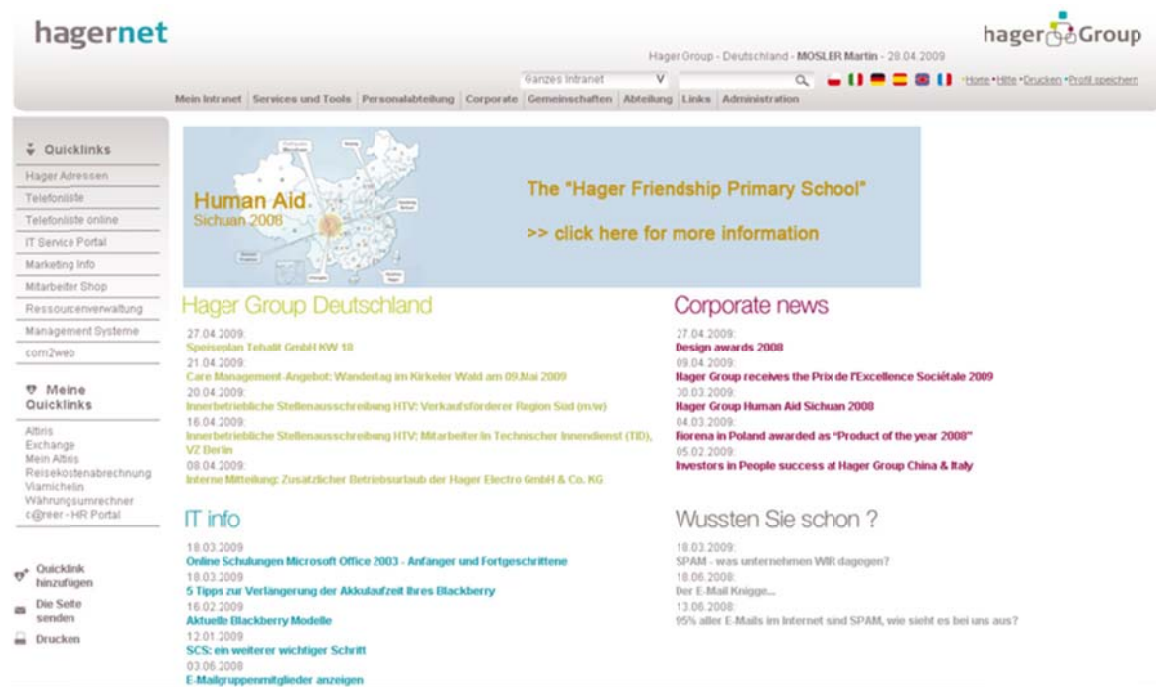 hagernet
hager Group
Hager Group - Deutschland - MOSLER Martin - 28.04.2009
Ganzes Intranet
Home • Hilfe • Drucken • Profil speichern
Mein Intranet | Services und Tools | Personalabteilung | Corporate | Gemeinschaften | Abteilung | Links | Administration
Quicklinks
Hager Adressen
Telefonliste
Telefonliste online
IT Service Portal
Marketing Info
Mitarbeiter Shop
Ressourcenverwaltung
Management Systeme
com2web
Meine
Quicklinks
Altiris
Exchange
Mein Altiris
Reisekostenabrechnung
Viamichelin
Währungsumrechner
c@reer - HR Portal
Quicklink
hinzufügen
Die Seite
senden
Drucken
Human Aid
Sichuan 2008
The "Hager Friendship Primary School"
>> click here for more information
Hager Group Deutschland
27.04.2009:
Speiseplan Tehalit GmbH KW 18
21.04.2009:
Care Management-Angebot: Wandertag im Kirkeler Wald am 09.Mai 2009
20.04.2009:
Innerbetriebliche Stellenausschreibung HTV: Verkaufsförderer Region Süd (m/w)
16.04.2009:
Innerbetriebliche Stellenausschreibung HTV: Mitarbeiter/in Technischer Innendienst (TID),
VZ Berlin
08.04.2009:
Interne Mitteilung: Zusätzlicher Betriebsurlaub der Hager Electro GmbH & Co. KG
Corporate news
27.04.2009:
Design awards 2008
09.04.2009:
Hager Group receives the Prix de l'Excellence Sociétale 2009
.03.2009:
Hager Group Human Aid Sichuan 2008
04.03.2009:
fiorena in Poland awarded as “Product of the year 2008”
05.02.2009:
Investors in People success at Hager Group China & Italy
IT info
18.03.2009
Online Schulungen Microsoft Office 2003 - Anfänger und Fortgeschrittene
18.03.2009
5 Tipps zur Verlängerung der Akkulaufzeit Ihres Blackberry
16.02.2009
Aktuelle Blackberry Modelle
12.01.2009
SCS: ein weiterer wichtiger Schritt
03.06.2008
E-Mailgruppenmitglieder anzeigen
Wussten Sie schon ?
18.03.2009:
SPAM - was unternehmen WIR dagegen?
18.06.2008:
Der E-Mail Knigge...
13.06.2008:
95% aller E-Mails im Internet sind SPAM, wie sieht es bei uns aus?